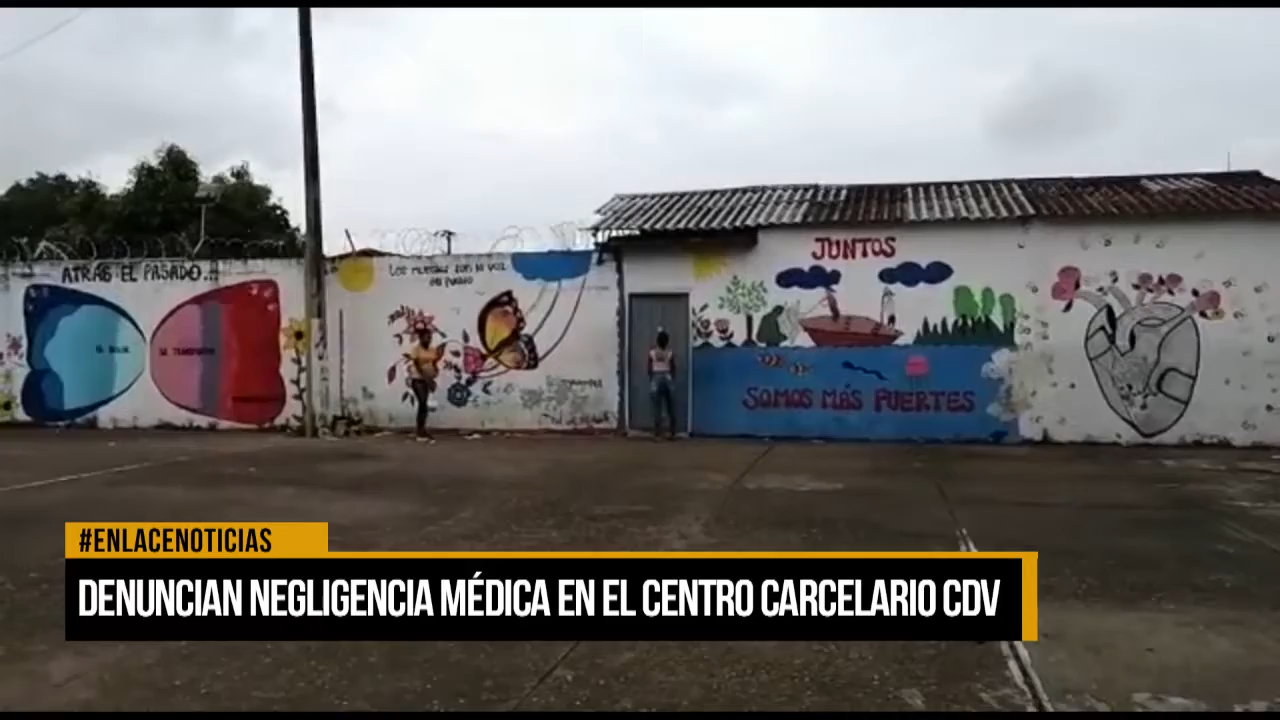 ATRÁS EL PASADO...
JUNTOS
SOMOS MÁS FUERTES
#ENLACENOTICIAS
DENUNCIAN NEGLIGENCIA MÉDICA EN EL CENTRO CARCELARIO CDV